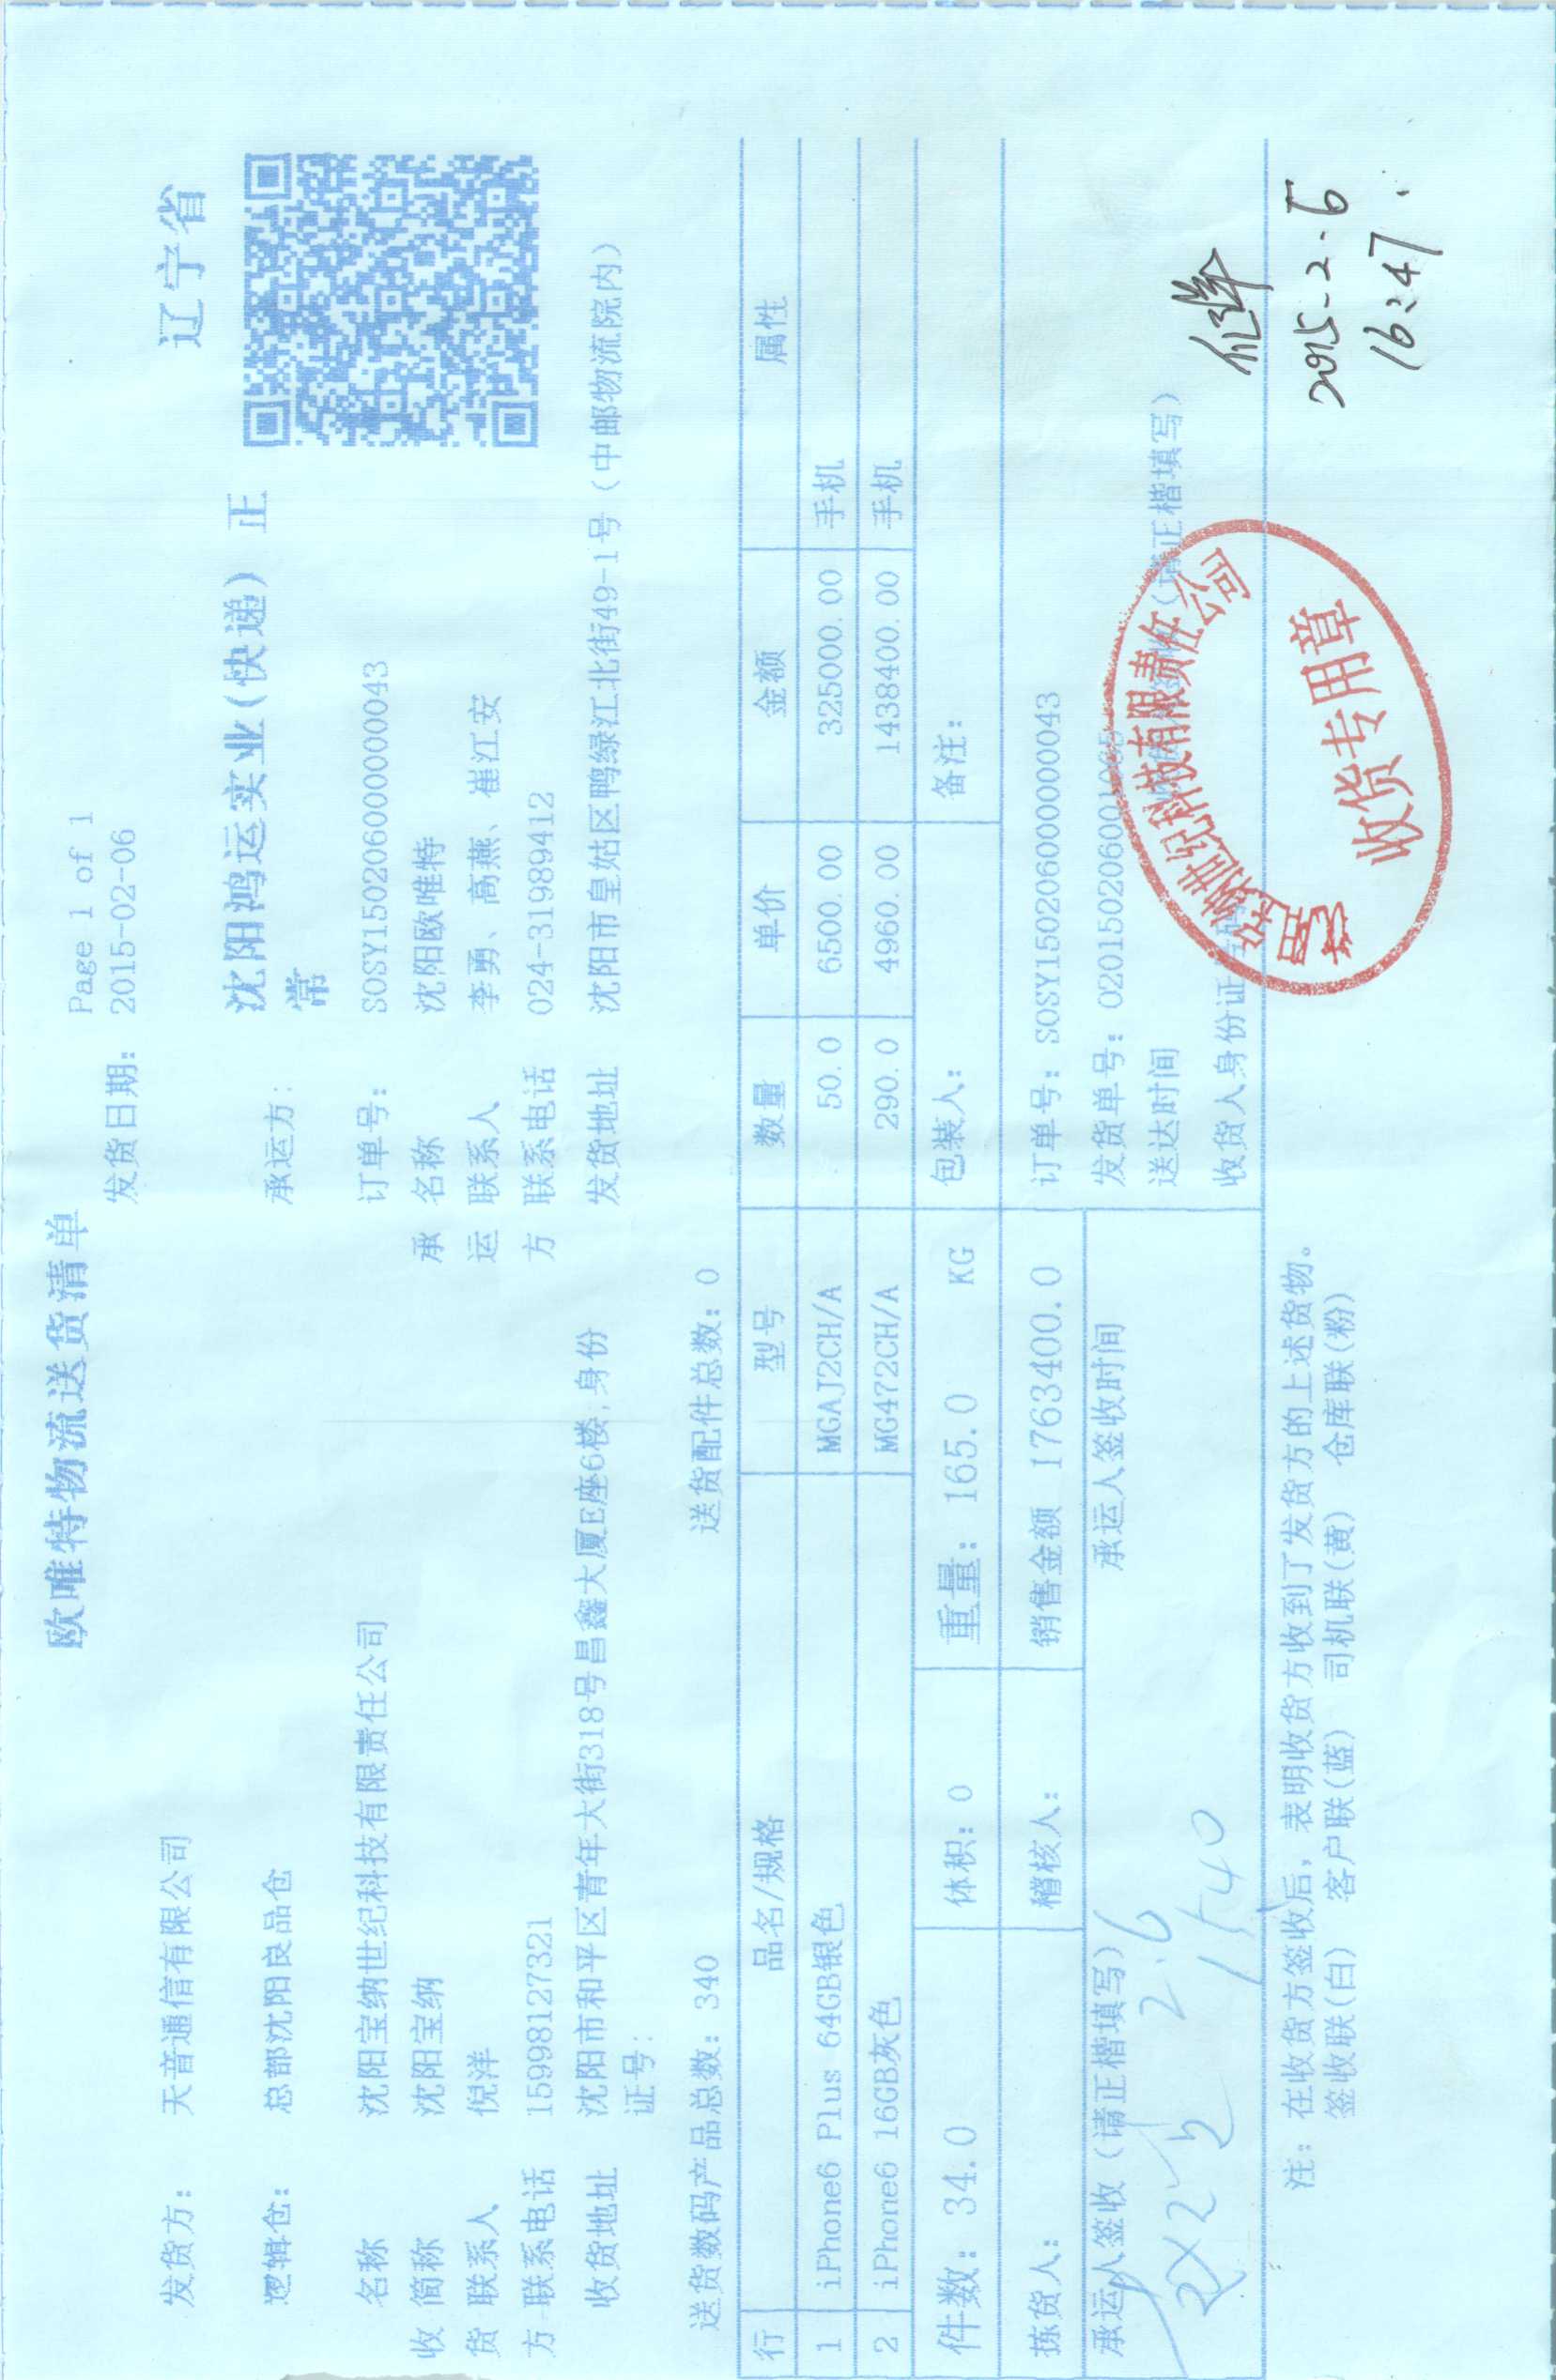 欧唯特物流送货清单
Page 1 of 1
发货日期: 2015-02-06
发货方: 天普通信有限公司
辽宁省
逻辑仓: 总部沈阳良品仓
承运方: 沈阳鸿运实业(快递) 正常
名称 沈阳宝纳世纪科技有限责任公司
订单号: SOSY15020600000043
收 简称 沈阳宝纳
承 名称 沈阳欧唯特
货 联系人 倪洋
运 联系人 李勇、高燕、崔江安
方 联系电话 15998127321
方 联系电话 024-31989412
收货地址 沈阳市和平区青年大街318号昌鑫大厦E座6楼,身份
证号:
发货地址 沈阳市皇姑区鸭绿江北街49-1号(中邮物流院内)
送货数码产品总数: 340 送货配件总数: 0
行 品名/规格 型号 数量 单价 金额 属性
1 iPhone6 Plus 64GB银色 MGAJ2CH/A 50.0 6500.00 325000.00 手机
2 iPhone6 16GB灰色 MG472CH/A 290.0 4960.00 1438400.00 手机
件数: 34.0 体积: 0 重量: 165.0 KG 包装人: 备注:
拣货人: 稽核人: 销售金额 1763400.0
订单号: SOSY15020600000043
承运人签收(请正楷填写) 承运人签收时间
发货单号: 0201502060
送达时间 (请正楷填写)
收货人身份证
2.6
1540
世纪科技有限责任公司
收货专用章
2015-2-6
16:47
注: 在收货方签收后, 表明收货方收到了发货方的上述货物。
签收联(白) 客户联(蓝) 司机联(黄) 仓库联(粉)